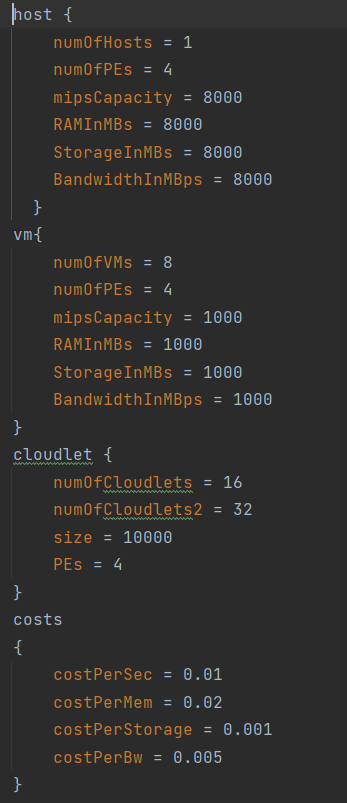 host {
numOfHosts = 1
numOfPEs = 4
mipsCapacity = 8000
RAMInMBs = 8000
StorageInMBs = 8000
BandwidthInMBps = 8000
}
vm{
numOfVMs = 8
numOfPEs = 4
mipsCapacity = 1000
RAMInMBs = 1000
StorageInMBs = 1000
BandwidthInMBps = 1000
}
cloudlet {
numOfCloudlets = 16
numOfCloudlets2 = 32
size = 10000
PEs = 4
}
costs
{
costPerSec = 0.01
costPerMem = 0.02
costPerStorage = 0.001
costPerBw = 0.005
}